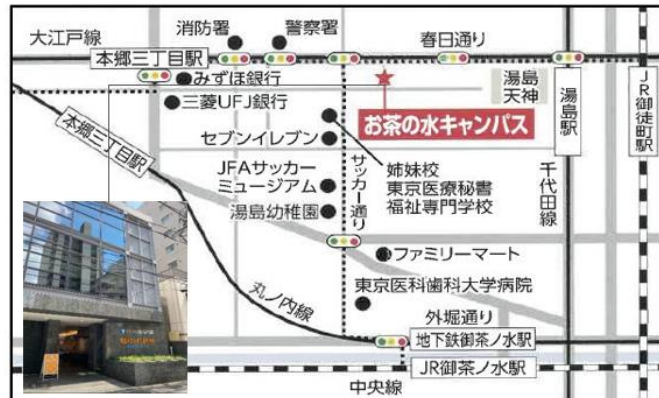 消防署
警察署
大江戸線
本郷三丁目駅
春日通り
みずほ銀行
湯島
天神
三菱UFJ銀行
お茶の水キャンパス
湯島駅
JR御徒町駅
本郷三丁目駅
セブンイレブン
姉妹校
東京医療秘書
福祉専門学校
JFAサッカー
ミュージアム
サッカー通り
千代田線
湯島幼稚園
ファミリーマート
東京医科歯科大学病院
丸ノ内線
外堀通り
地下鉄御茶ノ水駅
JR御茶ノ水駅
中央線